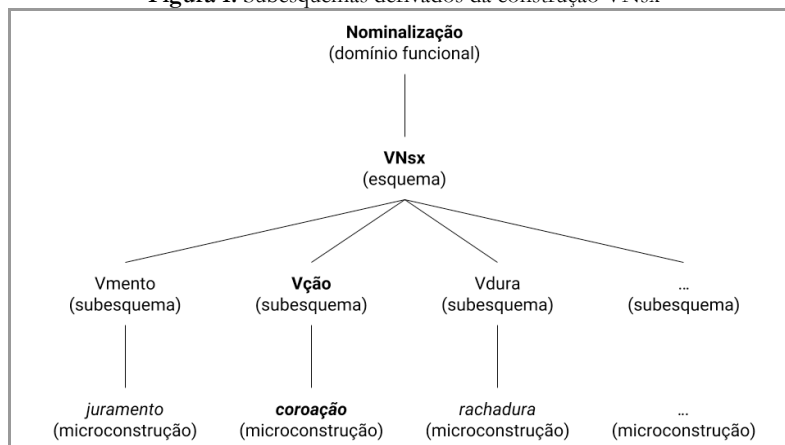 Figura 1. Subesquemas derivados da construção VNsx
Nominalização
(domínio funcional)
VNsx
(esquema)
Vmento Vção Vdura ...
(subesquema) (subesquema) (subesquema) (subesquema)
juramento coroação rachadura ...
(microconstrução) (microconstrução) (microconstrução) (microconstrução)